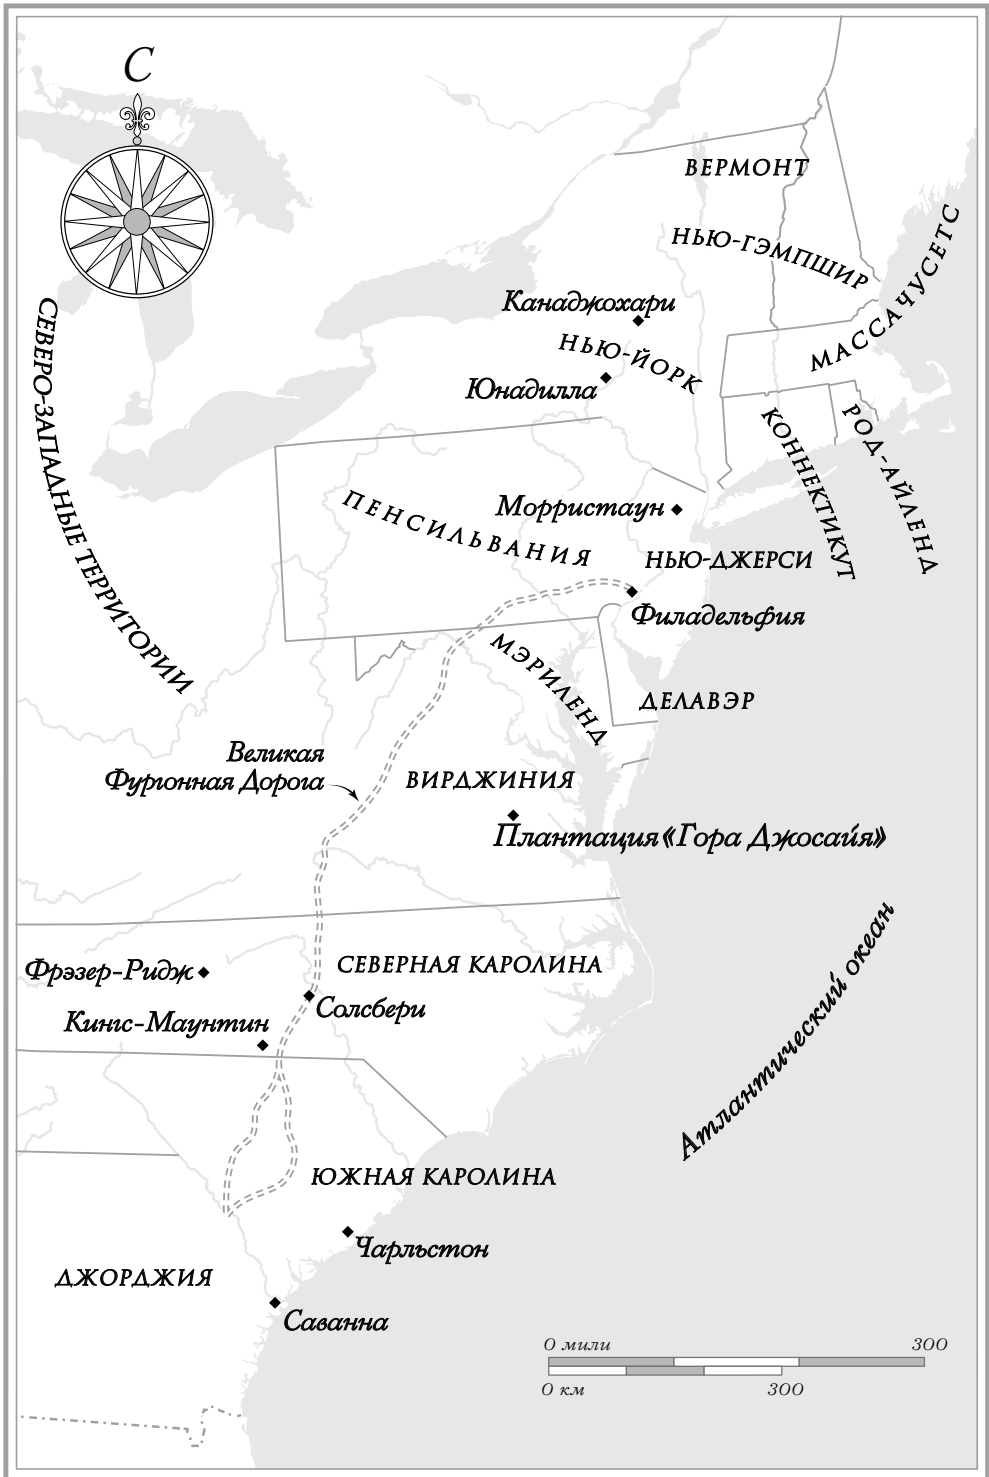 С
ВЕРМОНТ
НЬЮ-ГЭМПШИР
МАССАЧУСЕТС
Канаджохари
НЬЮ-ЙОРК
Юнадилла
СЕВЕРО-ЗАПАДНЫЕ ТЕРРИТОРИИ
КОННЕКТИКУТ
РОД-АЙЛЕНД
ПЕНСИЛЬВАНИЯ
Морристаун
НЬЮ-ДЖЕРСИ
Филадельфия
МЭРИЛЕНД
ДЕЛАВЭР
Великая
Фургонная Дорога
ВИРДЖИНИЯ
Плантация «Гора Джосайя»
Атлантический океан
Фрэзер-Ридж
СЕВЕРНАЯ КАРОЛИНА
Солсбери
Кингс-Маунтин
ЮЖНАЯ КАРОЛИНА
Чарльстон
ДЖОРДЖИЯ
Саванна
0 мили 300
0 км 300